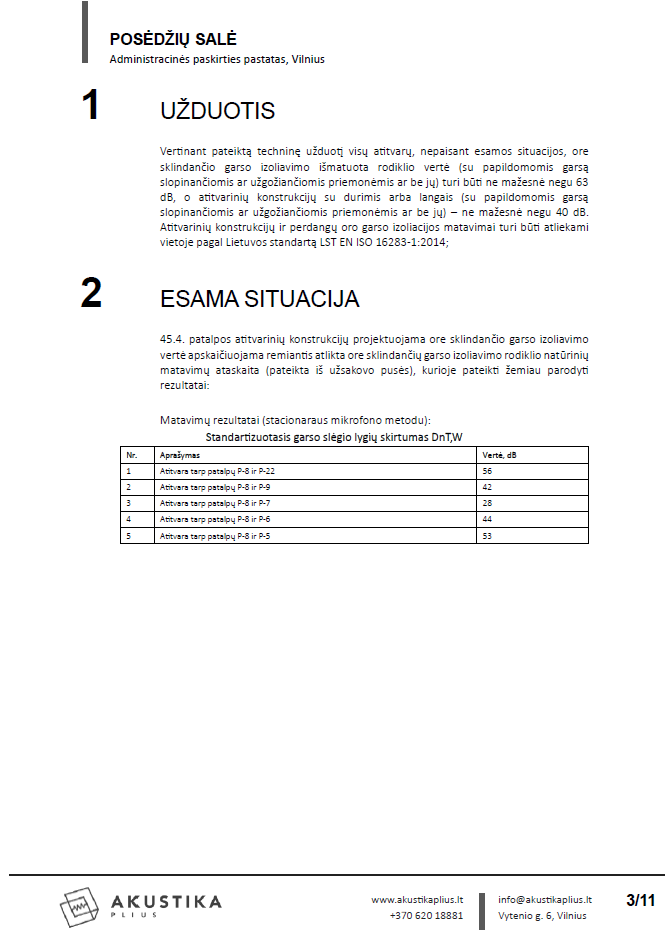 POSĖDŽIŲ SALĖ
Administracinės paskirties pastatas, Vilnius
1 UŽDUOTIS
Vertinant pateiktą techninę užduotį visų atitvarų, nepaisant esamos situacijos, ore
sklindančio garso izoliavimo išmatuota rodiklio vertė (su papildomomis garsą
slopinančiomis ar užgožiančiomis priemonėmis ar be jų) turi būti ne mažesnė negu 63
dB, o atitvarinių konstrukcijų su durimis arba langais (su papildomomis garsą
slopinančiomis ar užgožiančiomis priemonėmis ar be jų) – ne mažesnė negu 40 dB.
Atitvarinių konstrukcijų ir perdangų oro garso izoliacijos matavimai turi būti atliekami
vietoje pagal Lietuvos standartą LST EN ISO 16283-1:2014;
2 ESAMA SITUACIJA
45.4. patalpos atitvarinių konstrukcijų projektuojama ore sklindančio garso izoliavimo
vertė apskaičiuojama remiantis atlikta ore sklindančių garso izoliavimo rodiklio natūrinių
matavimų ataskaita (pateikta iš užsakovo pusės), kurioje pateikti žemiau parodyti
rezultatai:
Matavimų rezultatai (stacionaraus mikrofono metodu):
Standartizuotasis garso slėgio lygių skirtumas DnT,W
Nr. Aprašymas Vertė, dB
1 Atitvara tarp patalpų P-8 ir P-22 56
2 Atitvara tarp patalpų P-8 ir P-9 42
3 Atitvara tarp patalpų P-8 ir P-7 28
4 Atitvara tarp patalpų P-8 ir P-6 44
5 Atitvara tarp patalpų P-8 ir P-5 53
AKUSTIKA
PLIUS
www.akustikaplius.lt
+370 620 18881
info@akustikaplius.lt
Vytenio g. 6, Vilnius
3/11